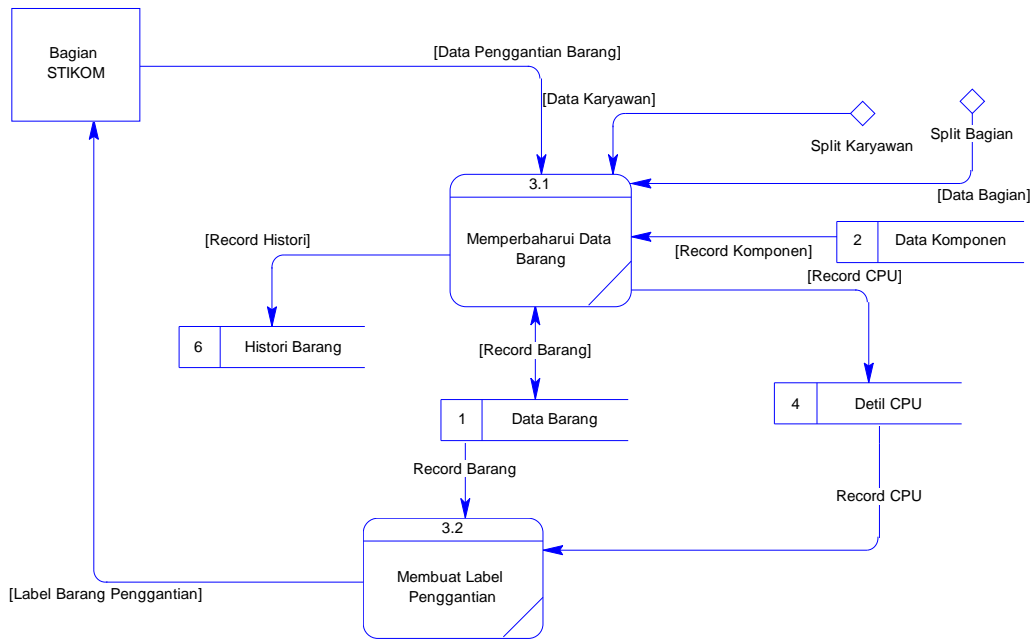 Bagian
STIKOM
[Data Penggantian Barang]
[Data Karyawan]
Split Karyawan
Split Bagian
[Data Bagian]
3.1
Memperbaharui Data
Barang
[Record Histori]
[Record Komponen]
2 Data Komponen
[Record CPU]
6 Histori Barang
[Record Barang]
1 Data Barang
4 Detil CPU
Record Barang
Record CPU
3.2
Membuat Label
Penggantian
[Label Barang Penggantian]